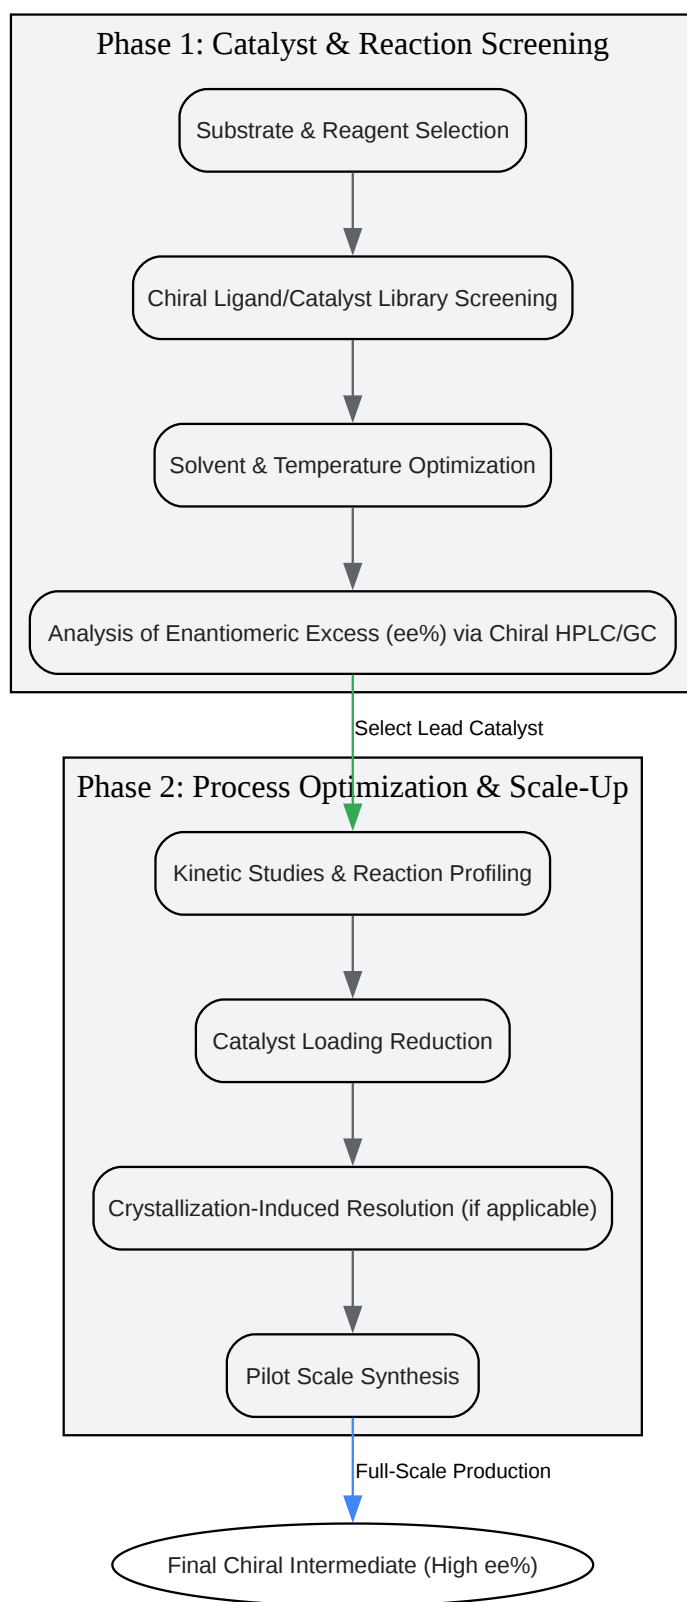 Phase 1: Catalyst & Reaction Screening
Substrate & Reagent Selection
Chiral Ligand/Catalyst Library Screening
Solvent & Temperature Optimization
Analysis of Enantiomeric Excess (ee%) via Chiral HPLC/GC
Select Lead Catalyst
Phase 2: Process Optimization & Scale-Up
Kinetic Studies & Reaction Profiling
Catalyst Loading Reduction
Crystallization-Induced Resolution (if applicable)
Pilot Scale Synthesis
Full-Scale Production
Final Chiral Intermediate (High ee%)